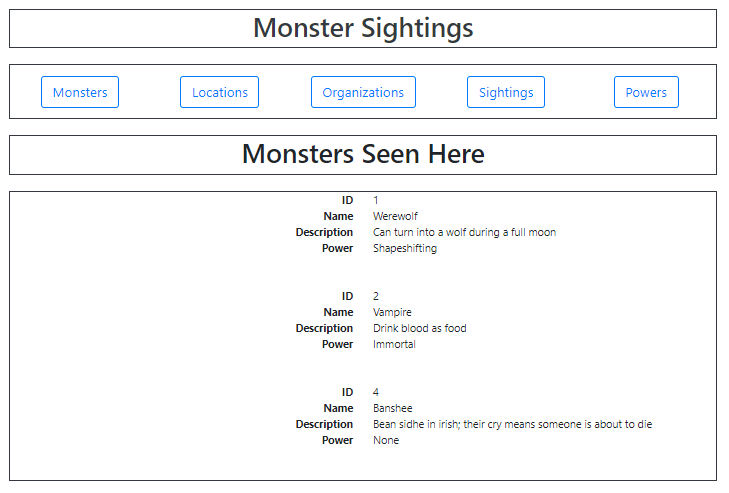 Monster Sightings
Monsters Locations Organizations Sightings Powers
Monsters Seen Here
ID 1
Name Werewolf
Description Can turn into a wolf during a full moon
Power Shapeshifting
ID 2
Name Vampire
Description Drink blood as food
Power Immortal
ID 4
Name Banshee
Description Bean sidhe in irish; their cry means someone is about to die
Power None